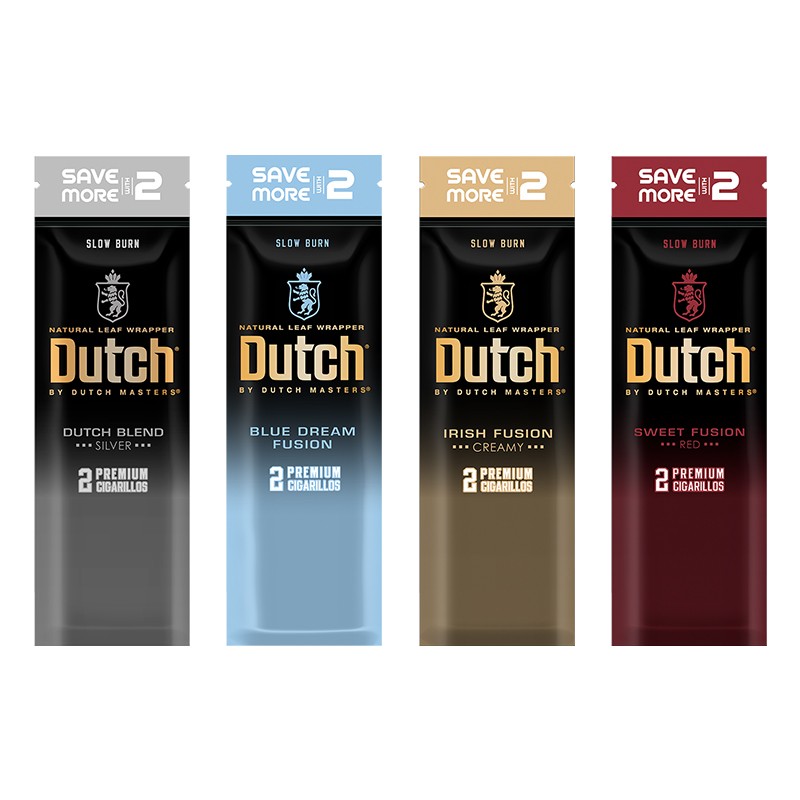 SAVE
MORE WITH 2
SLOW BURN
NATURAL LEAF WRAPPER
Dutch®
BY DUTCH MASTERS®
DUTCH BLEND
SILVER
2 PREMIUM
CIGARILLOS
SAVE
MORE WITH 2
SLOW BURN
NATURAL LEAF WRAPPER
Dutch®
BY DUTCH MASTERS®
BLUE DREAM
FUSION
2 PREMIUM
CIGARILLOS
SAVE
MORE WITH 2
SLOW BURN
NATURAL LEAF WRAPPER
Dutch®
BY DUTCH MASTERS®
IRISH FUSION
CREAMY
2 PREMIUM
CIGARILLOS
SAVE
MORE WITH 2
SLOW BURN
NATURAL LEAF WRAPPER
Dutch®
BY DUTCH MASTERS®
SWEET FUSION
RED
2 PREMIUM
CIGARILLOS